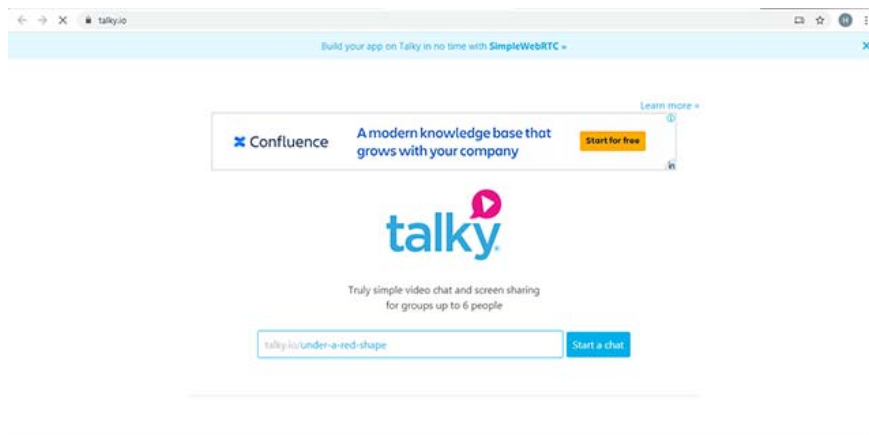 talky.io
H
Build your app on Talky in no time with SimpleWebRTC »
Learn more »
Confluence
A modern knowledge base that
grows with your company
Start for free
in
talky
Truly simple video chat and screen sharing
for groups up to 6 people
talky.io/under-a-red-shape
Start a chat